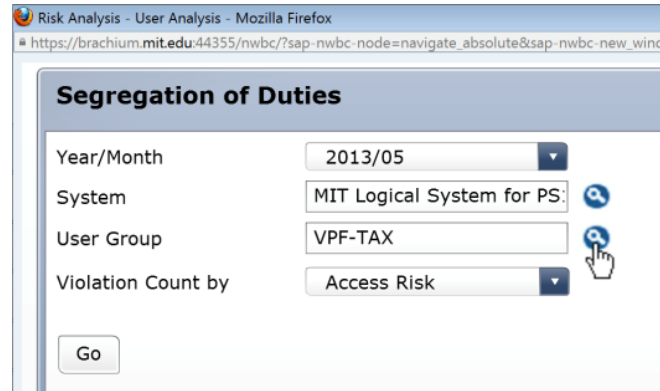 Risk Analysis - User Analysis - Mozilla Firefox
https://brachium.mit.edu:44355/nwbc/?sap-nwbc-node=navigate_absolute&sap-nwbc-new_wind
Segregation of Duties
Year/Month 2013/05
System MIT Logical System for PS:
User Group VPF-TAX
Violation Count by Access Risk
Go